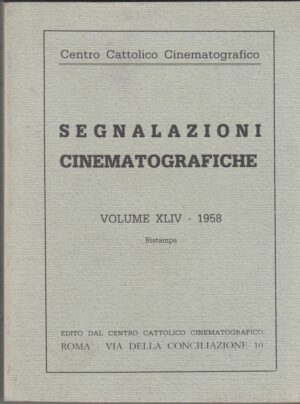 Centro Cattolico Cinematografico
SEGNALAZIONI
CINEMATOGRAFICHE
VOLUME XLIV - 1958
Ristampa
EDITO DAL CENTRO CATTOLICO CINEMATOGRAFICO
ROMA - VIA DELLA CONCILIAZIONE 10